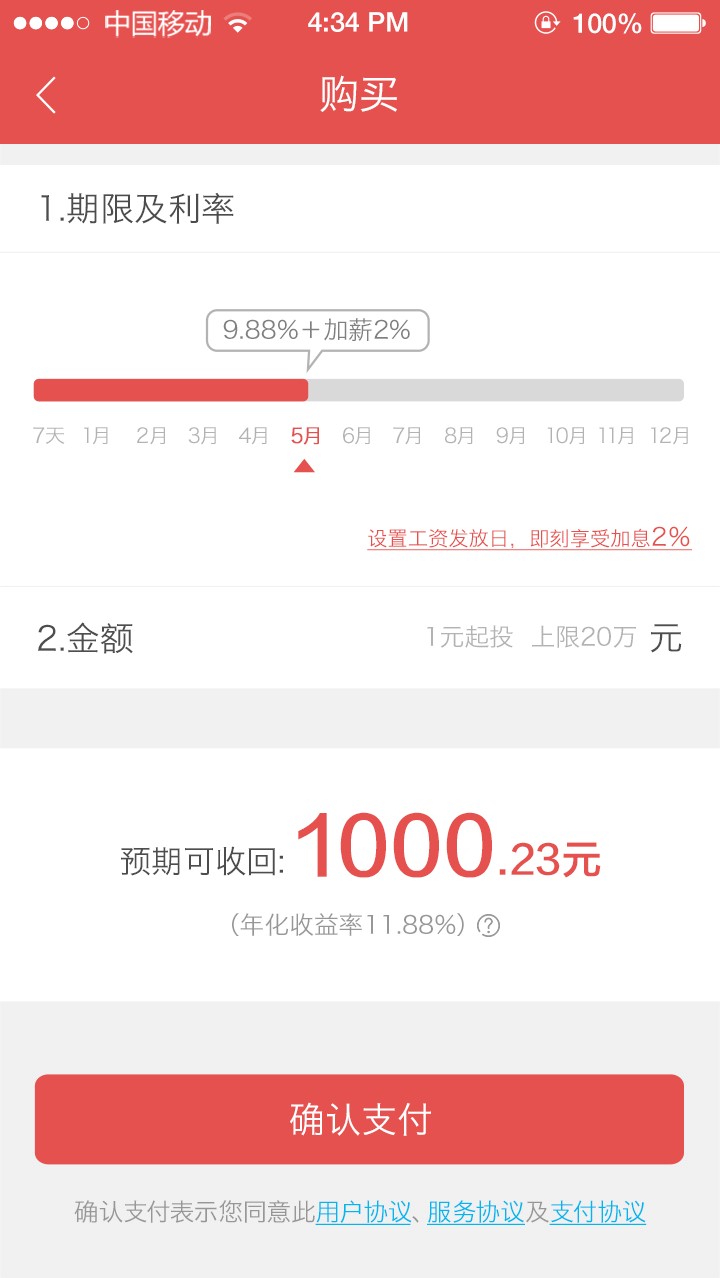 中国移动 4:34 PM 100%
购买
1.期限及利率
9.88%+加薪2%
7天 1月 2月 3月 4月 5月 6月 7月 8月 9月 10月 11月 12月
设置工资发放日，即刻享受加息2%
2.金额 1元起投 上限20万 元
预期可收回: 1000.23元
（年化收益率11.88%）?
确认支付
确认支付表示您同意此用户协议、服务协议及支付协议